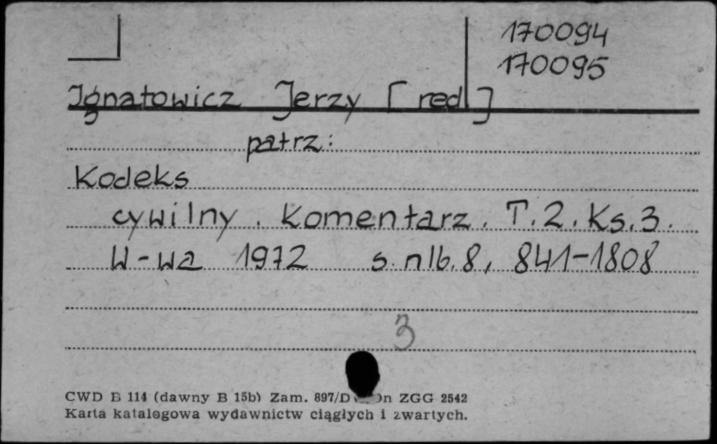 170094
170095
Ignatowicz Jerzy [red]
patrz:
Kodeks
cywilny. Komentarz. T.2. Ks.3.
W-wa 1972 s. nlb. 8, 841-1808
3
CWD B 114 (dawny B 15b) Zam. 897/D ZGG 2542
Karta katalogowa wydawnictw ciągłych i zwartych.